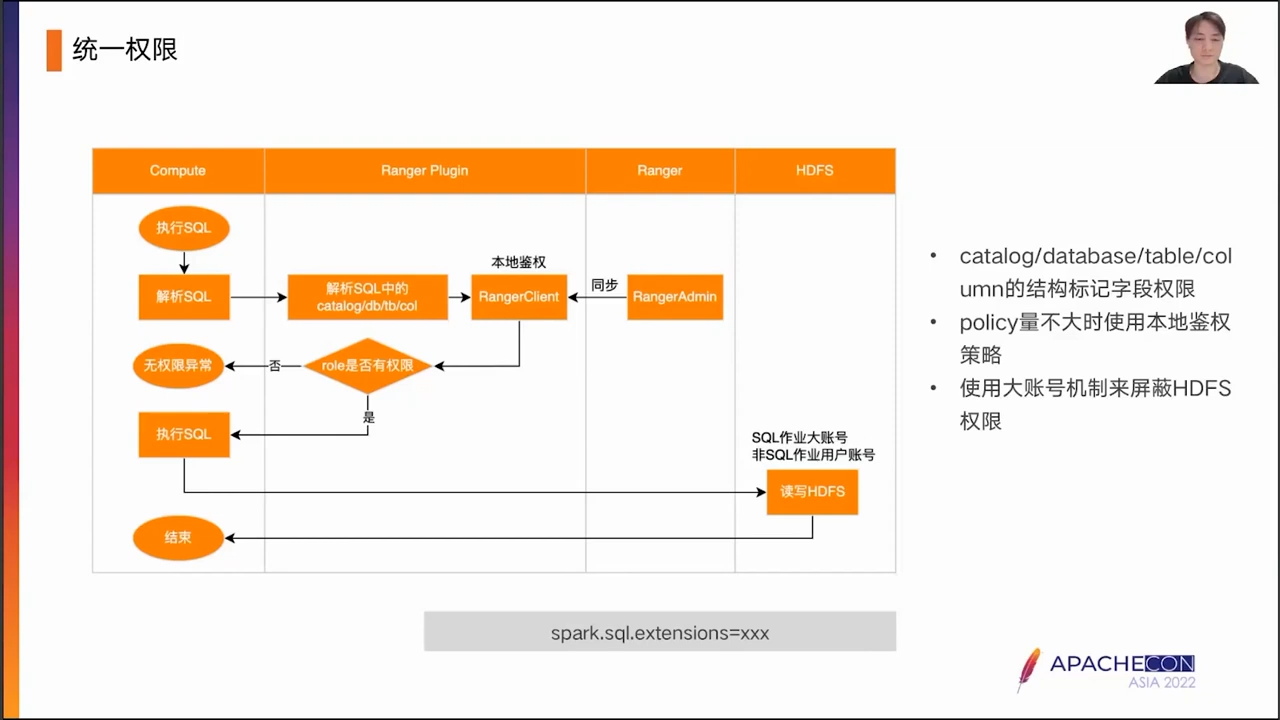 统一权限
Compute
Ranger Plugin
Ranger
HDFS
执行SQL
本地鉴权
解析SQL
解析SQL中的
catalog/db/tb/col
RangerClient
同步
RangerAdmin
无权限异常
否
role是否有权限
是
执行SQL
SQL作业大账号
非SQL作业用户账号
读写HDFS
结束
• catalog/database/table/col
umn的结构标记字段权限
• policy量不大时使用本地鉴权
策略
• 使用大账号机制来屏蔽HDFS
权限
spark.sql.extensions=xxx
APACHECON
ASIA 2022